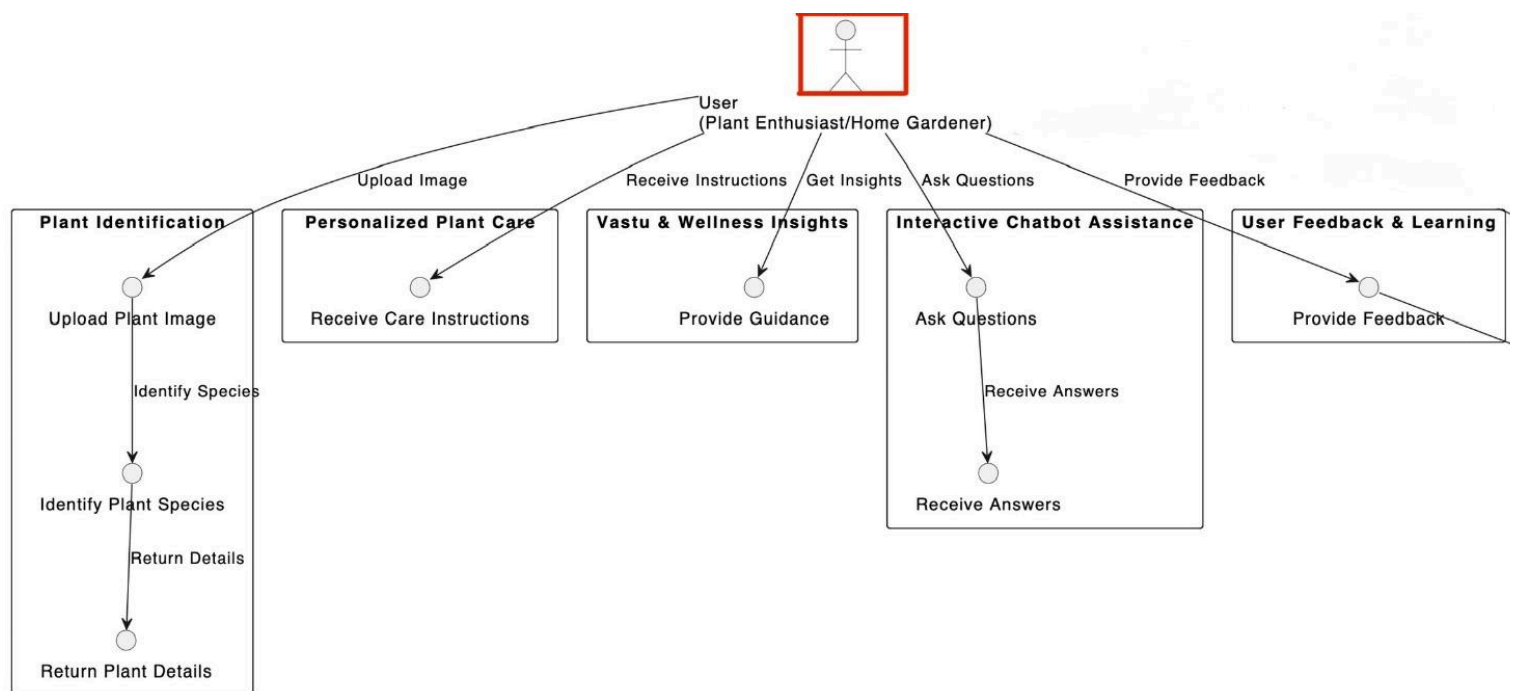 User
(Plant Enthusiast/Home Gardener)
Upload Image
Receive Instructions
Get Insights
Ask Questions
Provide Feedback
Plant Identification
Personalized Plant Care
Vastu & Wellness Insights
Interactive Chatbot Assistance
User Feedback & Learning
Upload Plant Image
Receive Care Instructions
Provide Guidance
Ask Questions
Provide Feedback
Identify Species
Receive Answers
Identify Plant Species
Receive Answers
Return Details
Return Plant Details